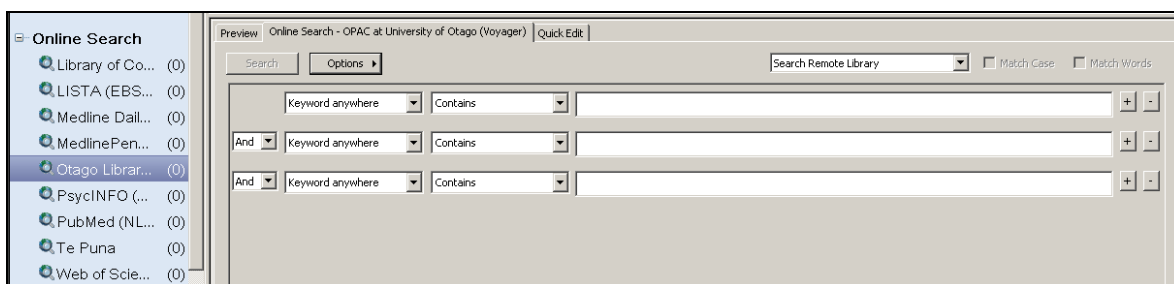 Online Search
Library of Co... (0)
LISTA (EBS... (0)
Medline Dail... (0)
MedlinePen... (0)
Otago Librar... (0)
PsycINFO (... (0)
PubMed (NL... (0)
Te Puna (0)
Web of Scie... (0)
Preview Online Search - OPAC at University of Otago (Voyager) Quick Edit
Search Options Search Remote Library Match Case Match Words
Keyword anywhere Contains + -
And Keyword anywhere Contains + -
And Keyword anywhere Contains + -